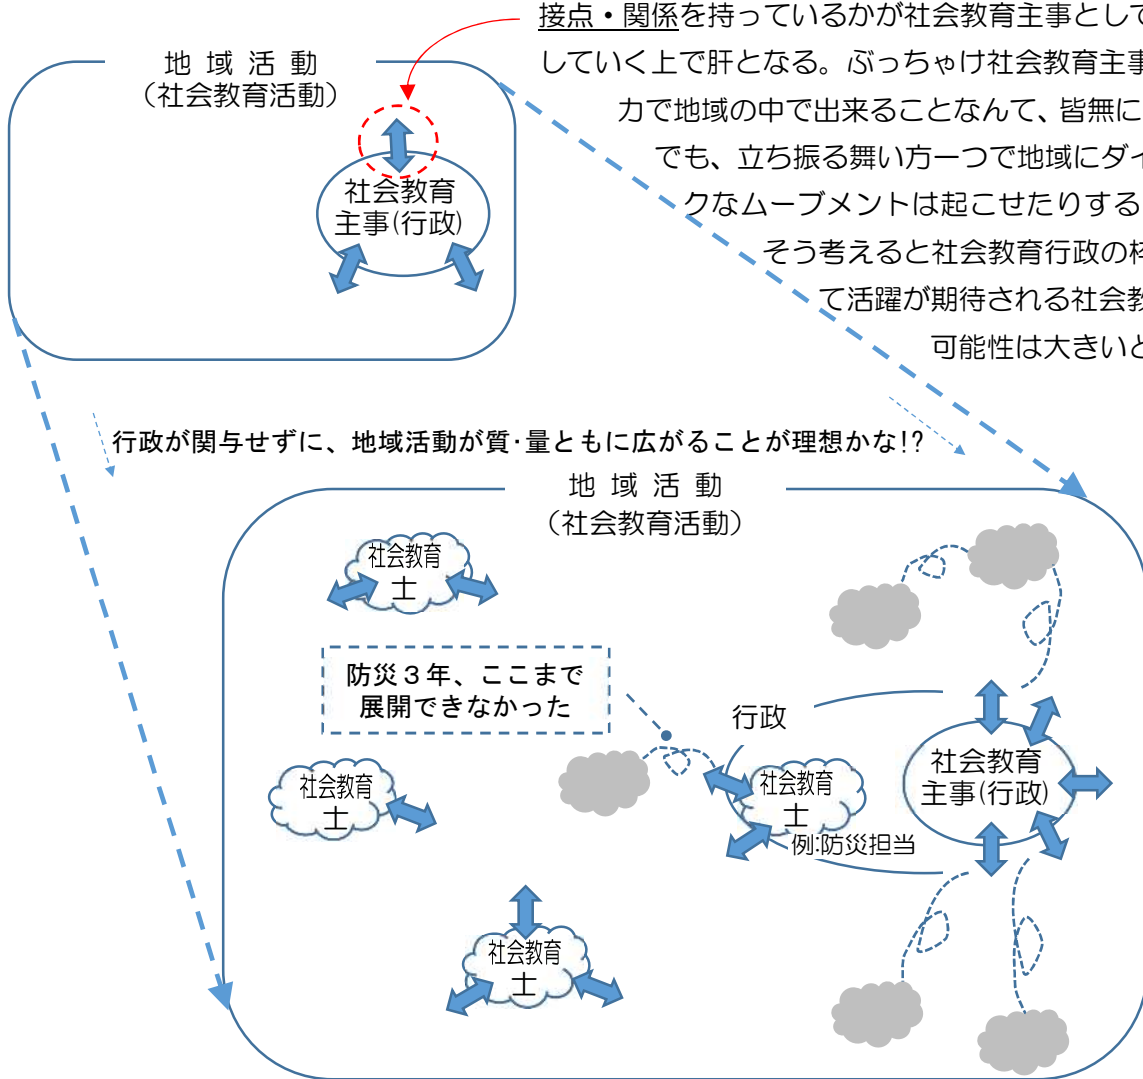 接点・関係を持っているかが社会教育主事として
していく上で肝となる。ぶっちゃけ社会教育主事
力で地域の中で出来ることなんて、皆無に
でも、立ち振る舞い方一つで地域にダイ
クなムーブメントは起こせたりする
そう考えると社会教育行政の枠
て活躍が期待される社会教
可能性は大きいと
地 域 活 動
（社会教育活動）
社会教育
主事(行政)
行政が関与せずに、地域活動が質・量ともに広がることが理想かな!?
地 域 活 動
（社会教育活動）
社会教育
士
防災３年、ここまで
展開できなかった
行政
社会教育
主事(行政)
社会教育
士
例:防災担当
社会教育
士
社会教育
士